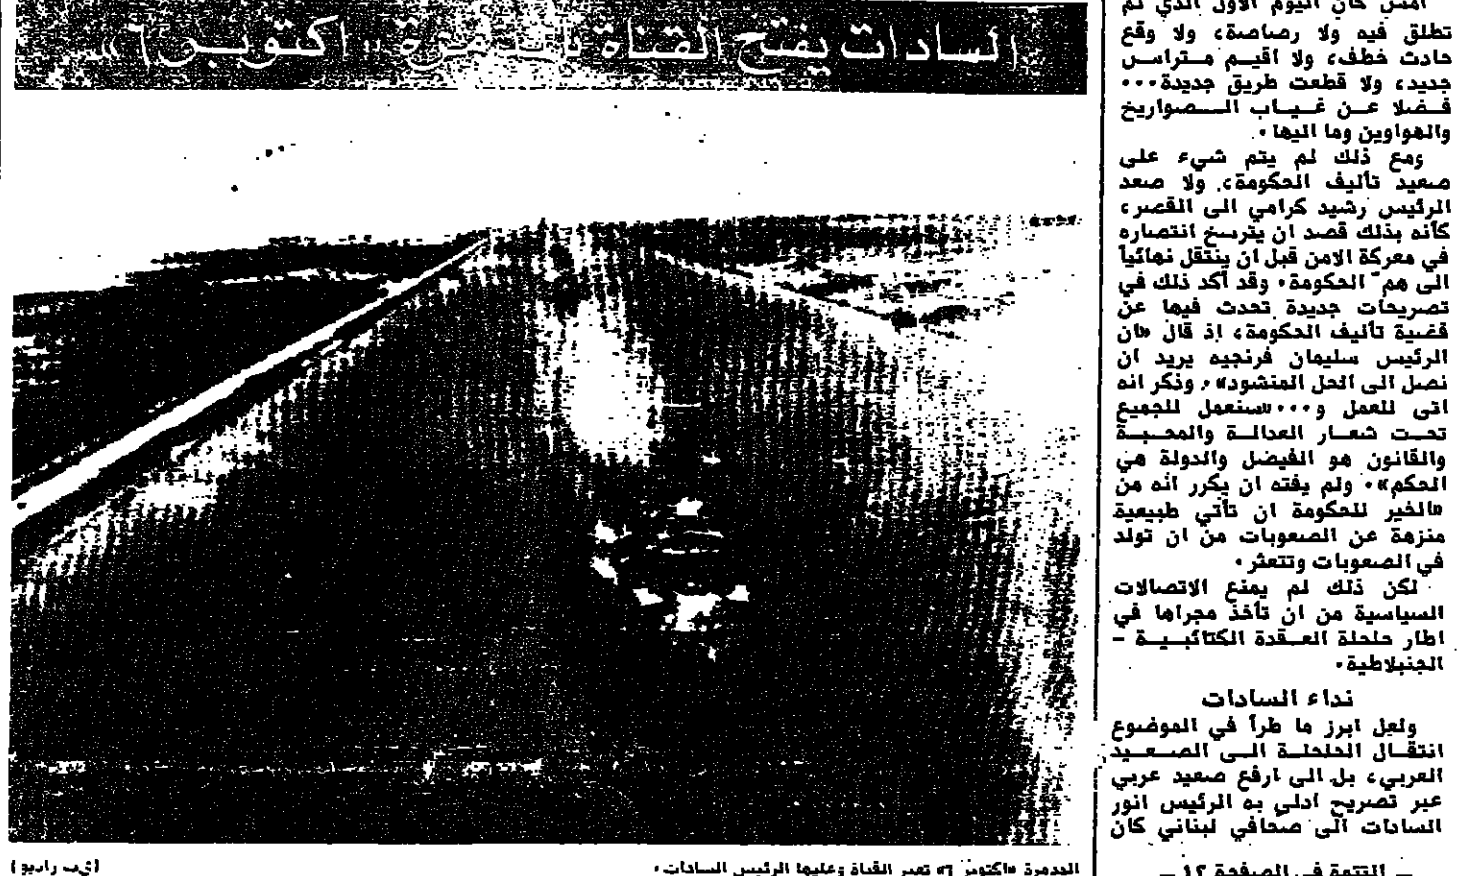 السادات يفتح القناة بالمدمرة «اكتوبر ٦»
امس كان اليوم الاول الذي لم
تطلق فيه ولا رصاصة، ولا وقع
حادث خطف، ولا اقيم متراس
جديد، ولا قطعت طريق جديدة...
فضلا عن غياب الصواريخ
والهواوين وما اليها.
ومع ذلك لم يتم شيء على
صعيد تأليف الحكومة، ولا صعد
الرئيس رشيد كرامي الى القصر،
كأنه بذلك قصد ان يترسخ انتصاره
في معركة الامن قبل ان ينتقل نهائياً
الى همّ الحكومة. وقد أكد ذلك في
تصريحات جديدة تحدث فيها عن
قضية تأليف الحكومة، اذ قال «ان
الرئيس سليمان فرنجيه يريد ان
نصل الى الحل المنشود». وذكر انه
اتى للعمل و...«سنعمل للجميع
تحت شعار العدالة والمحبة
والقانون هو الفيصل والدولة هي
الحكم». ولم يفته ان يكرر انه من
«الخير للحكومة ان تأتي طبيعية
منزهة عن الصعوبات من ان تولد
في الصعوبات وتتعثر.
لكن ذلك لم يمنع الاتصالات
السياسية من ان تأخذ مجراها في
اطار حلحلة العقدة الكتائبية -
الجنبلاطية.
نداء السادات
ولعل ابرز ما طرأ في الموضوع
انتقال الحلحلة الى الصعيد
العربي، بل الى ارفع صعيد عربي
عبر تصريح ادلى به الرئيس انور
السادات الى صحافي لبناني كان
— التتمة في الصفحة ١٢ —
المدمرة «اكتوبر ٦» تعبر القناة وعليها الرئيس السادات.
(ي.ب راديو)